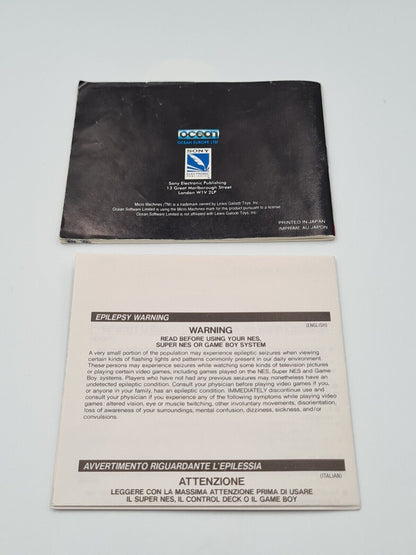 ocean
OCEAN EUROPE LTD
SONY
ELECTRONIC
PUBLISHING
Sony Electronic Publishing
13 Great Marlborough Street
London W1V 2LP
Micro Machines (TM) is a trademark owned by Lewis Galoob Toys, Inc.
Ocean Software Limited is using the Micro Machines mark for this product pursuant to a license.
Ocean Software Limited is not affiliated with Lewis Galoob Toys, Inc.
PRINTED IN JAPAN
IMPRIME AU JAPON
EPILEPSY WARNING
(ENGLISH)
WARNING
READ BEFORE USING YOUR NES,
SUPER NES OR GAME BOY SYSTEM
A very small portion of the population may experience epileptic seizures when viewing
certain kinds of flashing lights and patterns commonly present in our daily environment.
These persons may experience seizures while watching some kinds of television pictures
or playing certain video games, including games played on the NES, Super NES and Game
Boy systems. Players who have not had any previous seizures may nonetheless have an
undetected epileptic condition. Consult your physician before playing video games if you,
or anyone in your family, has an epileptic condition. IMMEDIATELY discontinue use and
consult your physician if you experience any of the following symptoms while playing video
games: altered vision, eye or muscle twitching, other involuntary movements, disorientation,
loss of awareness of your surroundings, mental confusion, dizziness, sickness, and/or
convulsions.
AVVERTIMENTO RIGUARDANTE L'EPILESSIA
(ITALIAN)
ATTENZIONE
LEGGERE CON LA MASSIMA ATTENZIONE PRIMA DI USARE
IL SUPER NES, IL CONTROL DECK O IL GAME BOY